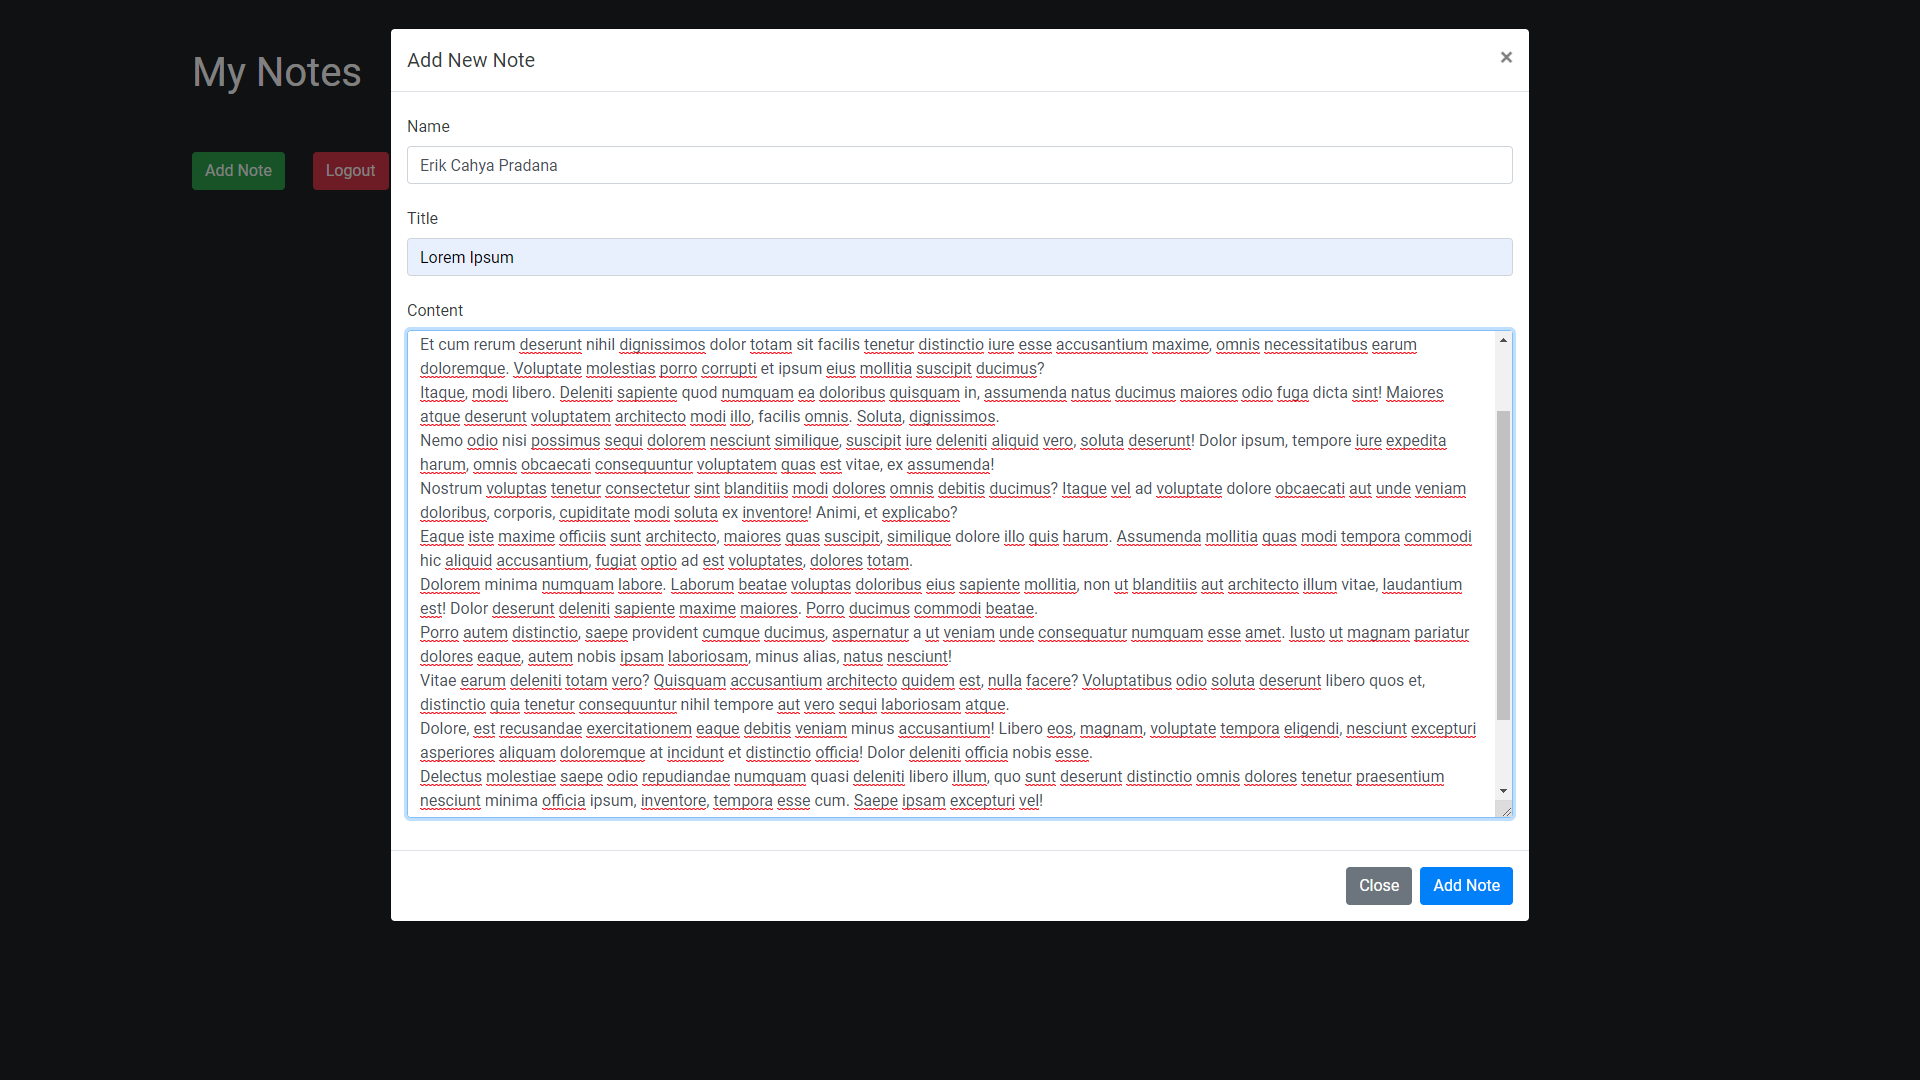 My Notes
Add Note
Logout
Add New Note
×
Name
Erik Cahya Pradana
Title
Lorem Ipsum
Content
Et cum rerum deserunt nihil dignissimos dolor totam sit facilis tenetur distinctio iure esse accusantium maxime, omnis necessitatibus earum
doloremque. Voluptate molestias porro corrupti et ipsum eius mollitia suscipit ducimus?
Itaque, modi libero. Deleniti sapiente quod numquam ea doloribus quisquam in, assumenda natus ducimus maiores odio fuga dicta sint! Maiores
atque deserunt voluptatem architecto modi illo, facilis omnis. Soluta, dignissimos.
Nemo odio nisi possimus sequi dolorem nesciunt similique, suscipit iure deleniti aliquid vero, soluta deserunt! Dolor ipsum, tempore iure expedita
harum, omnis obcaecati consequuntur voluptatem quas est vitae, ex assumenda!
Nostrum voluptas tenetur consectetur sint blanditiis modi dolores omnis debitis ducimus? Itaque vel ad voluptate dolore obcaecati aut unde veniam
doloribus, corporis, cupiditate modi soluta ex inventore! Animi, et explicabo?
Eaque iste maxime officiis sunt architecto, maiores quas suscipit, similique dolore illo quis harum. Assumenda mollitia quas modi tempora commodi
hic aliquid accusantium, fugiat optio ad est voluptates, dolores totam.
Dolorem minima numquam labore. Laborum beatae voluptas doloribus eius sapiente mollitia, non ut blanditiis aut architecto illum vitae, laudantium
est! Dolor deserunt deleniti sapiente maxime maiores. Porro ducimus commodi beatae.
Porro autem distinctio, saepe provident cumque ducimus, aspernatur a ut veniam unde consequatur numquam esse amet. Iusto ut magnam pariatur
dolores eaque, autem nobis ipsam laboriosam, minus alias, natus nesciunt!
Vitae earum deleniti totam vero? Quisquam accusantium architecto quidem est, nulla facere? Voluptatibus odio soluta deserunt libero quos et,
distinctio quia tenetur consequuntur nihil tempore aut vero sequi laboriosam atque.
Dolore, est recusandae exercitationem eaque debitis veniam minus accusantium! Libero eos, magnam, voluptate tempora eligendi, nesciunt excepturi
asperiores aliquam doloremque at incidunt et distinctio officia! Dolor deleniti officia nobis esse.
Delectus molestiae saepe odio repudiandae numquam quasi deleniti libero illum, quo sunt deserunt distinctio omnis dolores tenetur praesentium
nesciunt minima officia ipsum, inventore, tempora esse cum. Saepe ipsam excepturi vel!
Close
Add Note